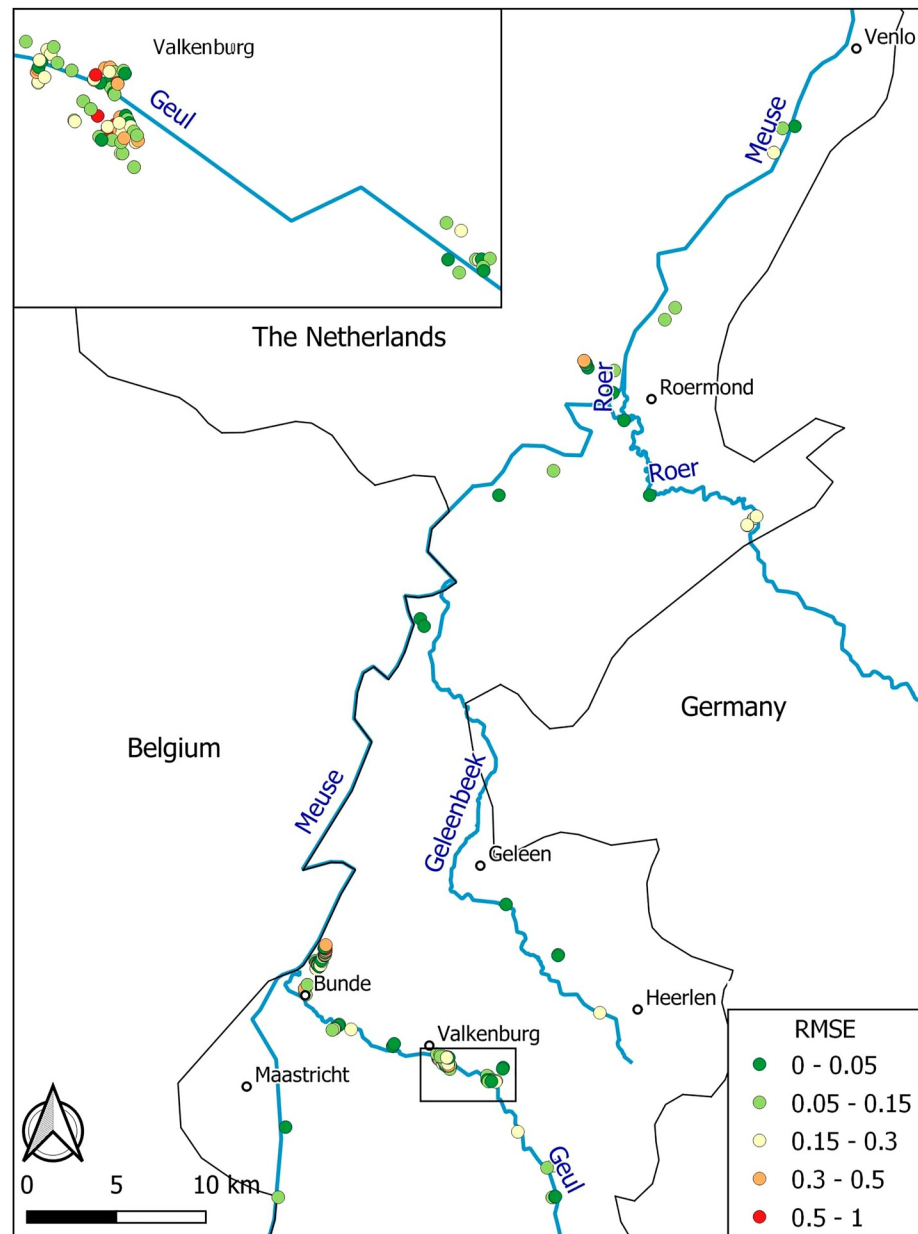 Valkenburg
Geul
Venlo
Meuse
The Netherlands
Roer
Roermond
Roer
Germany
Belgium
Meuse
Geleenbeek
Geleen
Bunde
Heerlen
Valkenburg
Maastricht
Geul
0 5 10 km
RMSE
0 - 0.05
0.05 - 0.15
0.15 - 0.3
0.3 - 0.5
0.5 - 1